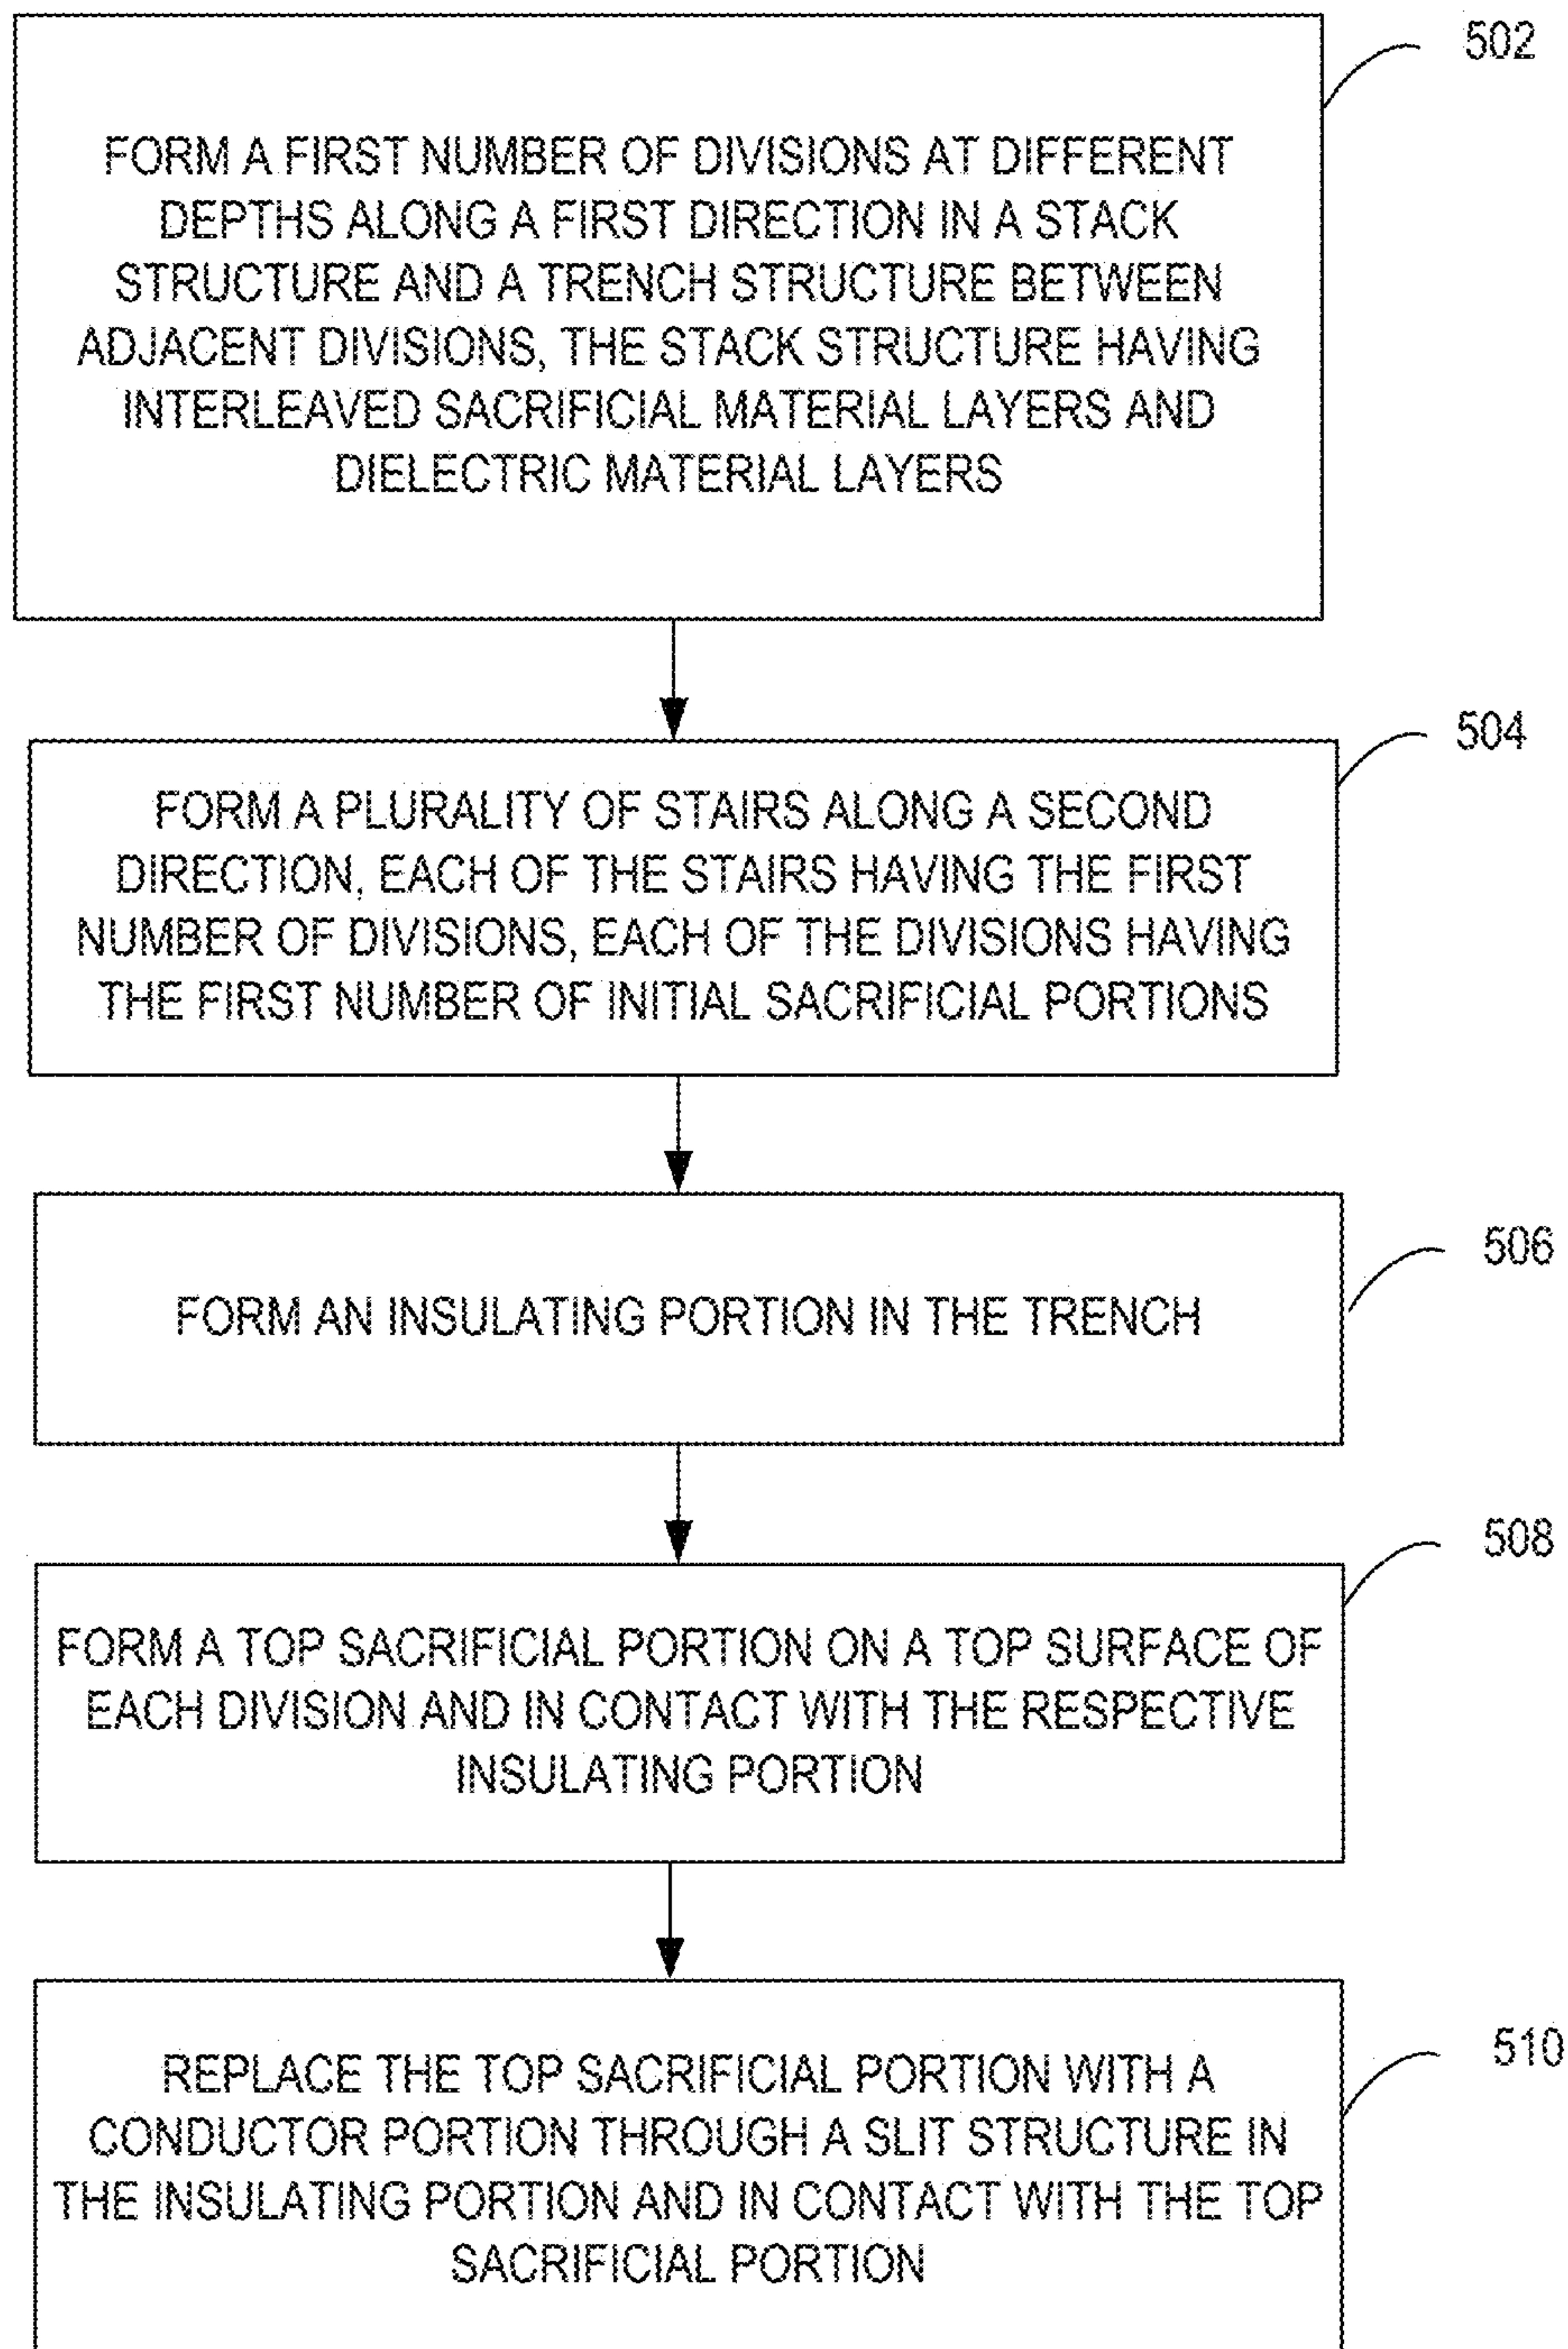 502
FORM A FIRST NUMBER OF DIVISIONS AT DIFFERENT
DEPTHS ALONG A FIRST DIRECTION IN A STACK
STRUCTURE AND A TRENCH STRUCTURE BETWEEN
ADJACENT DIVISIONS, THE STACK STRUCTURE HAVING
INTERLEAVED SACRIFICIAL MATERIAL LAYERS AND
DIELECTRIC MATERIAL LAYERS
504
FORM A PLURALITY OF STAIRS ALONG A SECOND
DIRECTION, EACH OF THE STAIRS HAVING THE FIRST
NUMBER OF DIVISIONS, EACH OF THE DIVISIONS HAVING
THE FIRST NUMBER OF INITIAL SACRIFICIAL PORTIONS
506
FORM AN INSULATING PORTION IN THE TRENCH
508
FORM A TOP SACRIFICIAL PORTION ON A TOP SURFACE OF
EACH DIVISION AND IN CONTACT WITH THE RESPECTIVE
INSULATING PORTION
510
REPLACE THE TOP SACRIFICIAL PORTION WITH A
CONDUCTOR PORTION THROUGH A SLIT STRUCTURE IN
THE INSULATING PORTION AND IN CONTACT WITH THE TOP
SACRIFICIAL PORTION